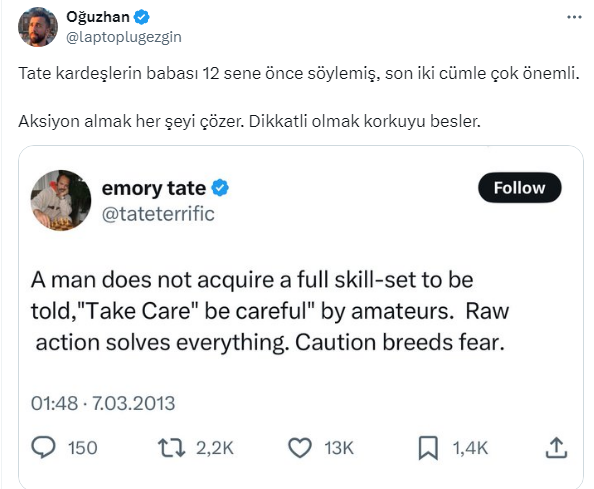 Oğuzhan
@laptoplugezgin
Tate kardeşlerin babası 12 sene önce söylemiş, son iki cümle çok önemli.
Aksiyon almak her şeyi çözer. Dikkatli olmak korkuyu besler.
emory tate
@tateterrific
Follow
A man does not acquire a full skill-set to be
told,"Take Care" be careful" by amateurs. Raw
action solves everything. Caution breeds fear.
01:48 · 7.03.2013
150 2,2K 13K 1,4K